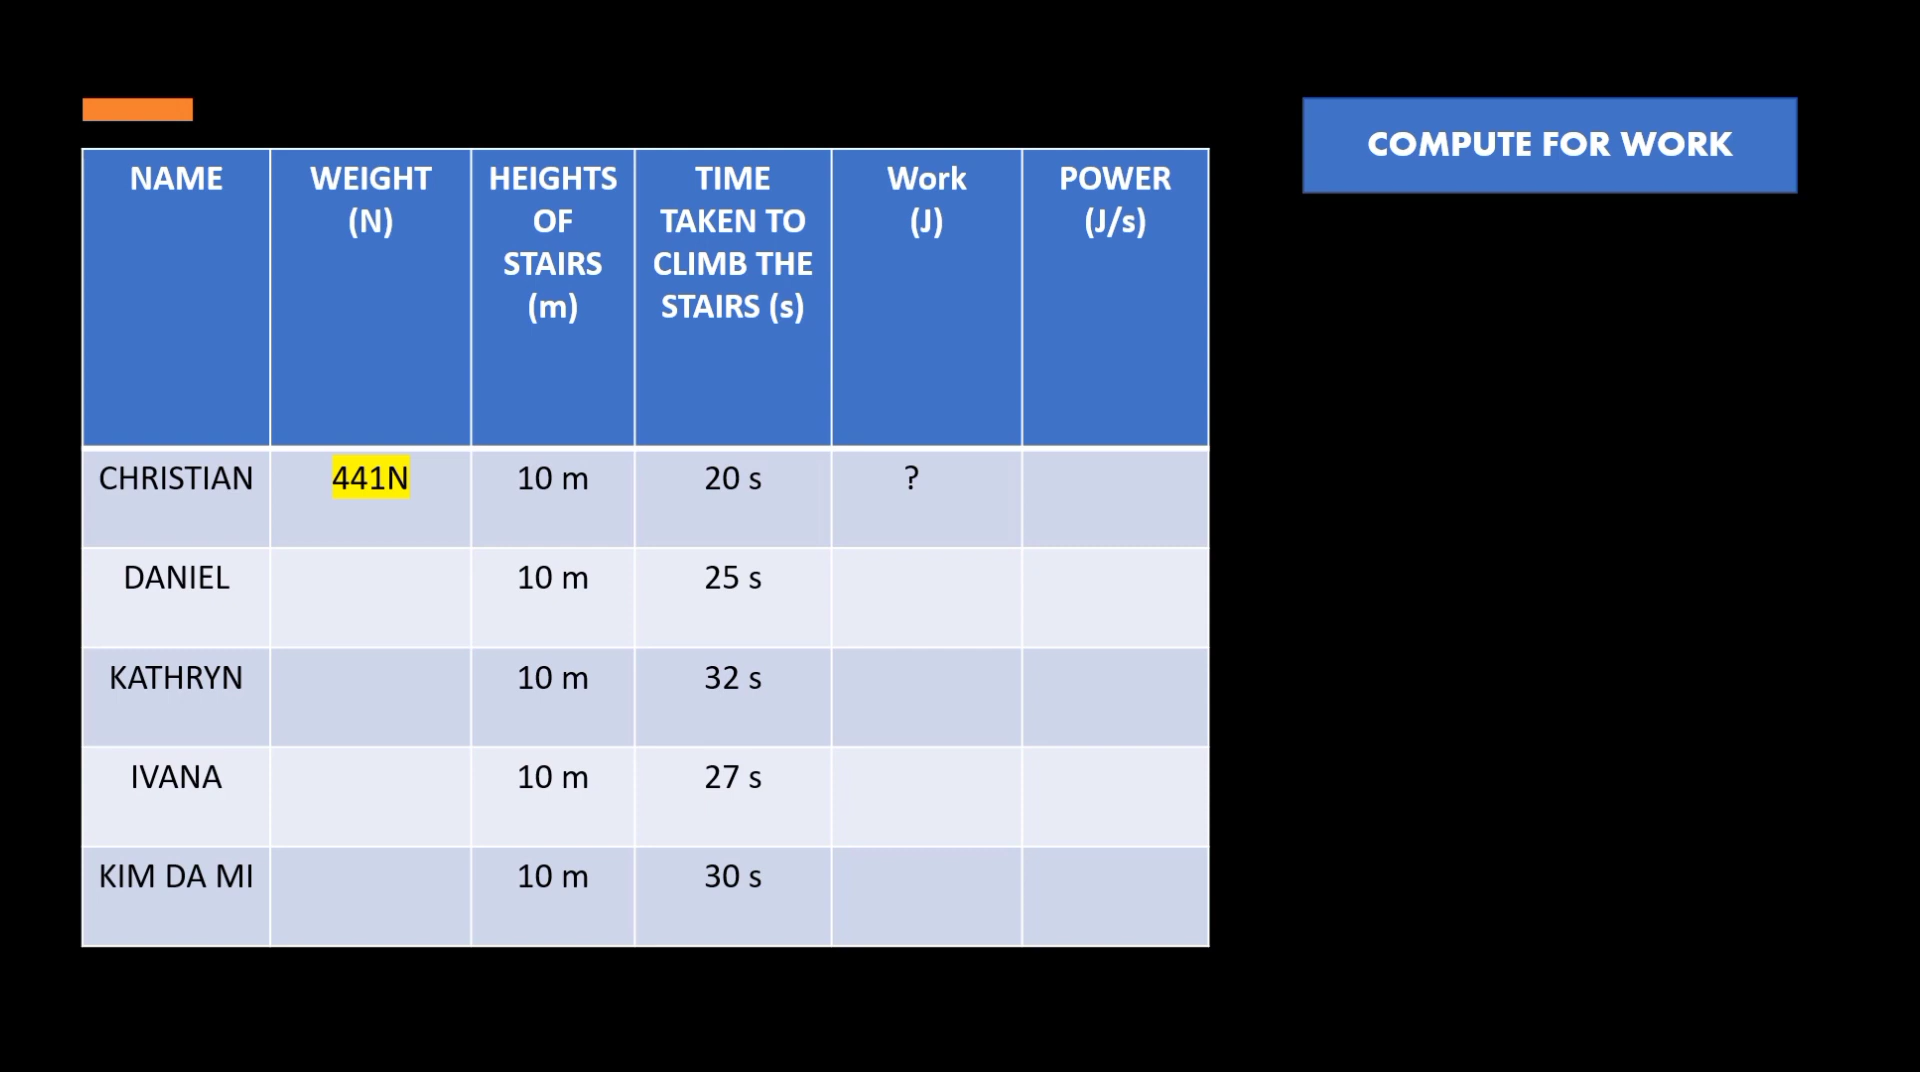 COMPUTE FOR WORK
NAME
WEIGHT
(N)
HEIGHTS
OF
STAIRS
(m)
TIME
TAKEN TO
CLIMB THE
STAIRS (s)
Work
(J)
POWER
(J/s)
CHRISTIAN 441N 10 m 20 s ?
DANIEL 10 m 25 s
KATHRYN 10 m 32 s
IVANA 10 m 27 s
KIM DA MI 10 m 30 s